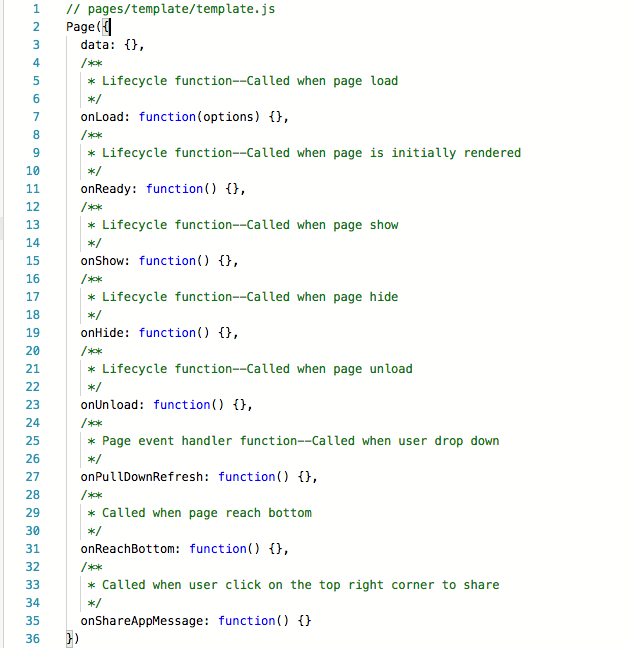 1 // pages/template/template.js
2 Page({
3 data: {},
4 /**
5 * Lifecycle function--Called when page load
6 */
7 onLoad: function(options) {},
8 /**
9 * Lifecycle function--Called when page is initially rendered
10 */
11 onReady: function() {},
12 /**
13 * Lifecycle function--Called when page show
14 */
15 onShow: function() {},
16 /**
17 * Lifecycle function--Called when page hide
18 */
19 onHide: function() {},
20 /**
21 * Lifecycle function--Called when page unload
22 */
23 onUnload: function() {},
24 /**
25 * Page event handler function--Called when user drop down
26 */
27 onPullDownRefresh: function() {},
28 /**
29 * Called when page reach bottom
30 */
31 onReachBottom: function() {},
32 /**
33 * Called when user click on the top right corner to share
34 */
35 onShareAppMessage: function() {}
36 })